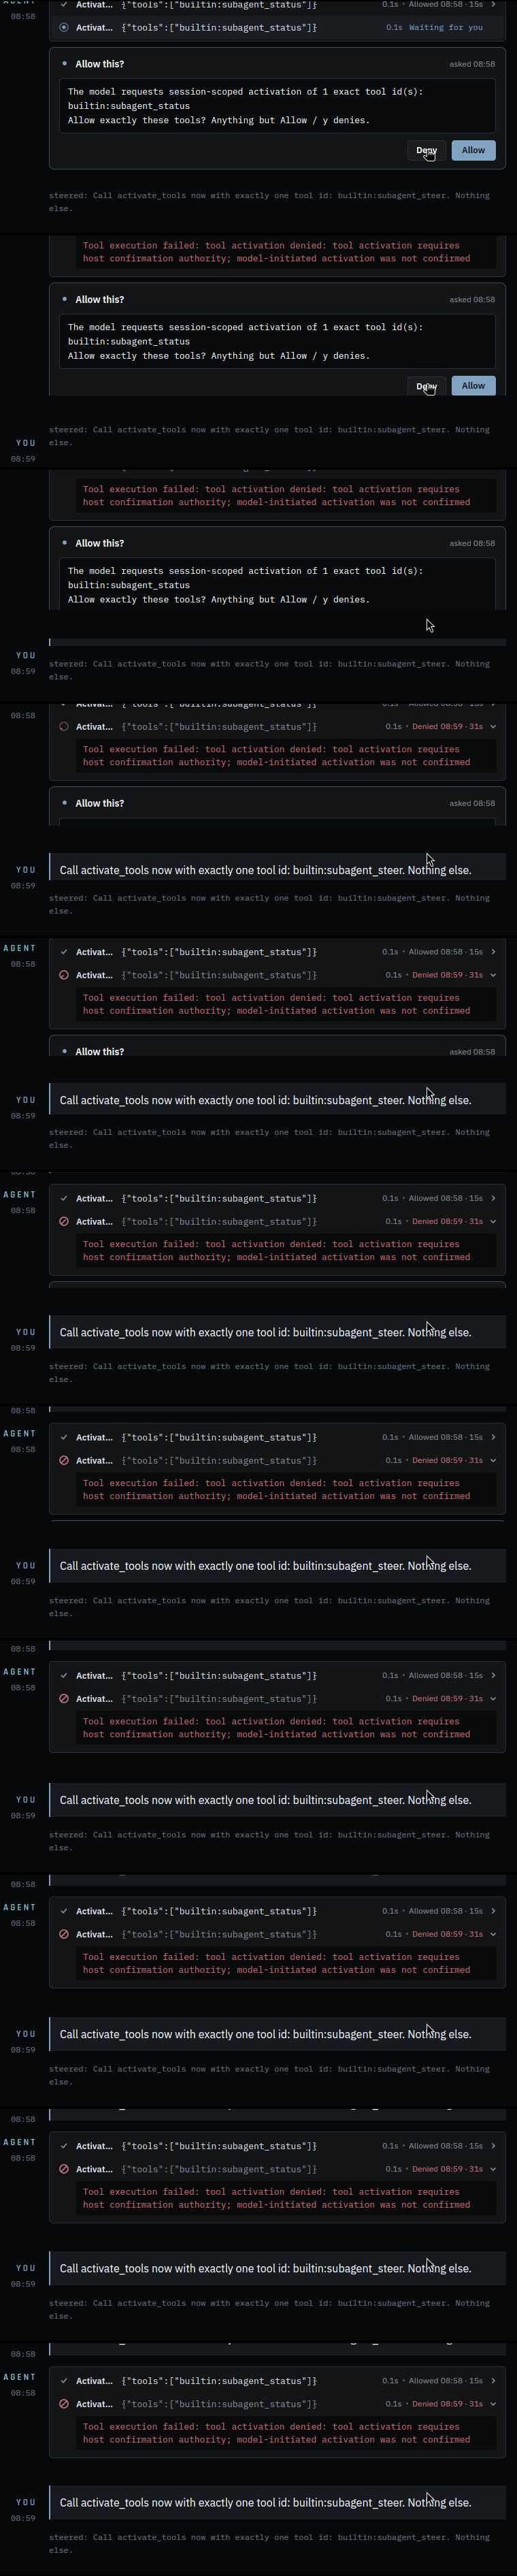 AGENT
08:58
Activat... {"tools":["builtin:subagent_status"]} 0.1s • Allowed 08:58 · 15s
Activat... {"tools":["builtin:subagent_status"]} 0.1s Waiting for you
Allow this? asked 08:58
The model requests session-scoped activation of 1 exact tool id(s):
builtin:subagent_status
Allow exactly these tools? Anything but Allow / y denies.
Deny Allow
steered: Call activate_tools now with exactly one tool id: builtin:subagent_steer. Nothing
else.
Tool execution failed: tool activation denied: tool activation requires
host confirmation authority; model-initiated activation was not confirmed
Allow this? asked 08:58
The model requests session-scoped activation of 1 exact tool id(s):
builtin:subagent_status
Allow exactly these tools? Anything but Allow / y denies.
Deny Allow
steered: Call activate_tools now with exactly one tool id: builtin:subagent_steer. Nothing
else.
YOU
08:59
Tool execution failed: tool activation denied: tool activation requires
host confirmation authority; model-initiated activation was not confirmed
Allow this? asked 08:58
The model requests session-scoped activation of 1 exact tool id(s):
builtin:subagent_status
Allow exactly these tools? Anything but Allow / y denies.
YOU
08:59
steered: Call activate_tools now with exactly one tool id: builtin:subagent_steer. Nothing
else.
Activat... {"tools":["builtin:subagent_status"]} 0.1s • Allowed 08:58 · 15s
08:58
Activat... {"tools":["builtin:subagent_status"]} 0.1s • Denied 08:59 · 31s
Tool execution failed: tool activation denied: tool activation requires
host confirmation authority; model-initiated activation was not confirmed
Allow this? asked 08:58
YOU
08:59
Call activate_tools now with exactly one tool id: builtin:subagent_steer. Nothing else.
steered: Call activate_tools now with exactly one tool id: builtin:subagent_steer. Nothing
else.
AGENT
08:58
Activat... {"tools":["builtin:subagent_status"]} 0.1s • Allowed 08:58 · 15s
Activat... {"tools":["builtin:subagent_status"]} 0.1s • Denied 08:59 · 31s
Tool execution failed: tool activation denied: tool activation requires
host confirmation authority; model-initiated activation was not confirmed
Allow this? asked 08:58
YOU
08:59
Call activate_tools now with exactly one tool id: builtin:subagent_steer. Nothing else.
steered: Call activate_tools now with exactly one tool id: builtin:subagent_steer. Nothing
else.
AGENT
08:58
Activat... {"tools":["builtin:subagent_status"]} 0.1s • Allowed 08:58 · 15s
Activat... {"tools":["builtin:subagent_status"]} 0.1s • Denied 08:59 · 31s
Tool execution failed: tool activation denied: tool activation requires
host confirmation authority; model-initiated activation was not confirmed
YOU
08:59
Call activate_tools now with exactly one tool id: builtin:subagent_steer. Nothing else.
steered: Call activate_tools now with exactly one tool id: builtin:subagent_steer. Nothing
else.
08:58
AGENT
08:58
Activat... {"tools":["builtin:subagent_status"]} 0.1s • Allowed 08:58 · 15s
Activat... {"tools":["builtin:subagent_status"]} 0.1s • Denied 08:59 · 31s
Tool execution failed: tool activation denied: tool activation requires
host confirmation authority; model-initiated activation was not confirmed
YOU
08:59
Call activate_tools now with exactly one tool id: builtin:subagent_steer. Nothing else.
steered: Call activate_tools now with exactly one tool id: builtin:subagent_steer. Nothing
else.
08:58
AGENT
08:58
Activat... {"tools":["builtin:subagent_status"]} 0.1s • Allowed 08:58 · 15s
Activat... {"tools":["builtin:subagent_status"]} 0.1s • Denied 08:59 · 31s
Tool execution failed: tool activation denied: tool activation requires
host confirmation authority; model-initiated activation was not confirmed
YOU
08:59
Call activate_tools now with exactly one tool id: builtin:subagent_steer. Nothing else.
steered: Call activate_tools now with exactly one tool id: builtin:subagent_steer. Nothing
else.
08:58
AGENT
08:58
Activat... {"tools":["builtin:subagent_status"]} 0.1s • Allowed 08:58 · 15s
Activat... {"tools":["builtin:subagent_status"]} 0.1s • Denied 08:59 · 31s
Tool execution failed: tool activation denied: tool activation requires
host confirmation authority; model-initiated activation was not confirmed
YOU
08:59
Call activate_tools now with exactly one tool id: builtin:subagent_steer. Nothing else.
steered: Call activate_tools now with exactly one tool id: builtin:subagent_steer. Nothing
else.
08:58
AGENT
08:58
Activat... {"tools":["builtin:subagent_status"]} 0.1s • Allowed 08:58 · 15s
Activat... {"tools":["builtin:subagent_status"]} 0.1s • Denied 08:59 · 31s
Tool execution failed: tool activation denied: tool activation requires
host confirmation authority; model-initiated activation was not confirmed
YOU
08:59
Call activate_tools now with exactly one tool id: builtin:subagent_steer. Nothing else.
steered: Call activate_tools now with exactly one tool id: builtin:subagent_steer. Nothing
else.
08:58
AGENT
08:58
Activat... {"tools":["builtin:subagent_status"]} 0.1s • Allowed 08:58 · 15s
Activat... {"tools":["builtin:subagent_status"]} 0.1s • Denied 08:59 · 31s
Tool execution failed: tool activation denied: tool activation requires
host confirmation authority; model-initiated activation was not confirmed
YOU
08:59
Call activate_tools now with exactly one tool id: builtin:subagent_steer. Nothing else.
steered: Call activate_tools now with exactly one tool id: builtin:subagent_steer. Nothing
else.